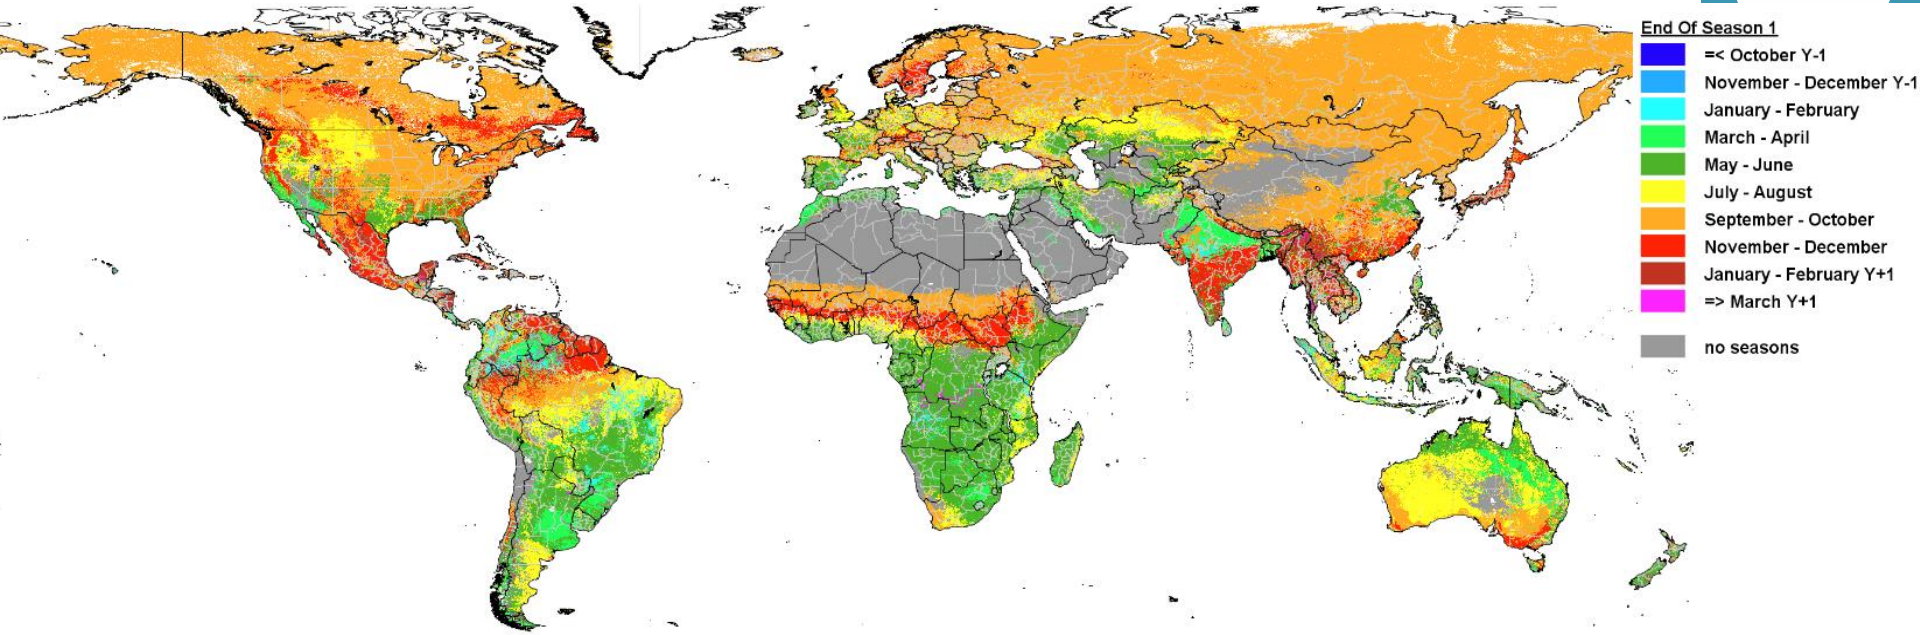 End Of Season 1
=< October Y-1
November - December Y-1
January - February
March - April
May - June
July - August
September - October
November - December
January - February Y+1
=> March Y+1
no seasons